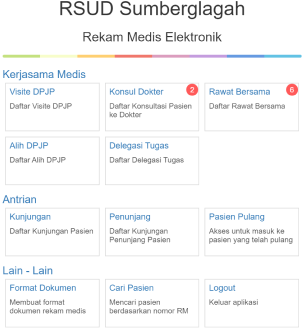 RSUD Sumberglagah
Rekam Medis Elektronik
Kerjasama Medis
Visite DPJP
Daftar Visite DPJP
Konsul Dokter
2
Daftar Konsultasi Pasien
ke Dokter
Rawat Bersama
6
Daftar Rawat Bersama
Alih DPJP
Daftar Alih DPJP
Delegasi Tugas
Daftar Delegasi Tugas
Antrian
Kunjungan
Daftar Kunjungan Pasien
Penunjang
Daftar Kunjungan
Penunjang Pasien
Pasien Pulang
Akses untuk masuk ke
pasien yang telah pulang
Lain - Lain
Format Dokumen
Membuat format
dokumen rekam medis
Cari Pasien
Mencari pasien
berdasarkan nomor RM
Logout
Keluar aplikasi